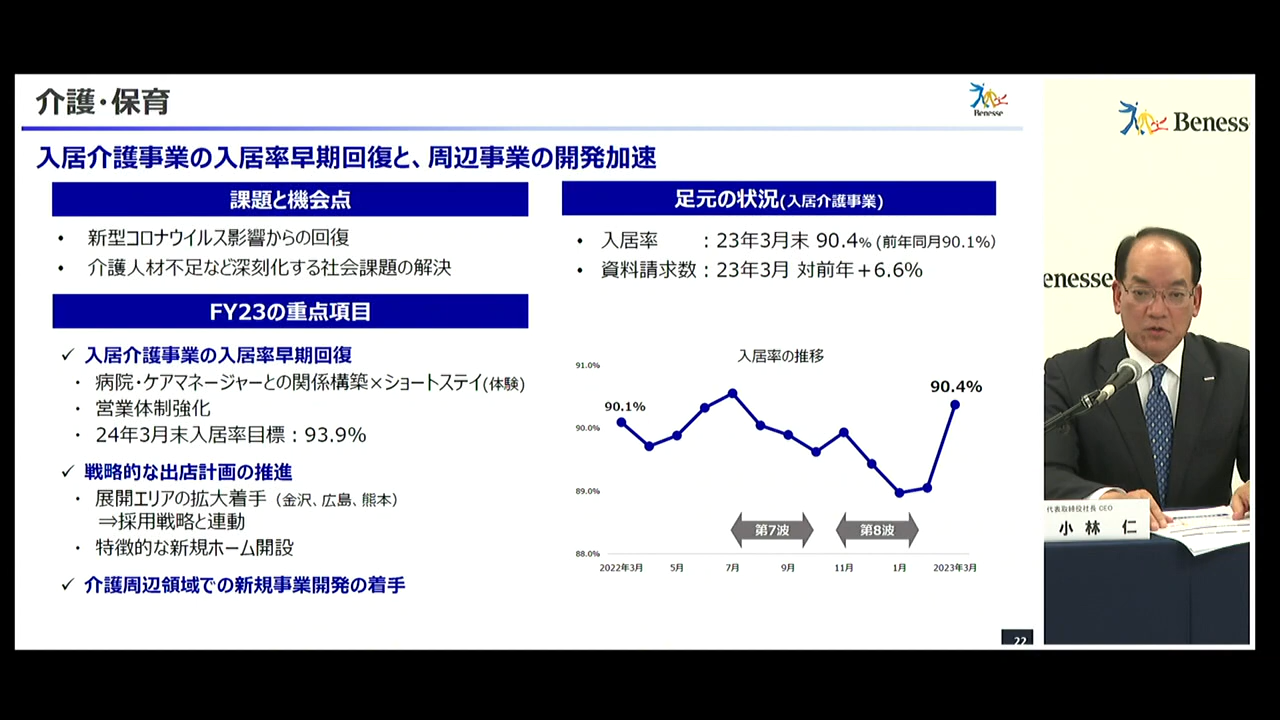 介護・保育
Benesse
入居介護事業の入居率早期回復と、周辺事業の開発加速
課題と機会点
• 新型コロナウイルス影響からの回復
• 介護人材不足など深刻化する社会課題の解決
FY23の重点項目
✓ 入居介護事業の入居率早期回復
・ 病院・ケアマネージャーとの関係構築×ショートステイ(体験)
・ 営業体制強化
・ 24年3月末入居率目標：93.9%
✓ 戦略的な出店計画の推進
・ 展開エリアの拡大着手（金沢、広島、熊本）
⇒採用戦略と連動
・ 特徴的な新規ホーム開設
✓ 介護周辺領域での新規事業開発の着手
足元の状況(入居介護事業)
• 入居率 ：23年3月末 90.4% (前年同月90.1%)
• 資料請求数：23年3月 対前年＋6.6%
入居率の推移
91.0%
90.0%
89.0%
88.0%
90.1%
90.4%
第7波
第8波
2022年3月 5月 7月 9月 11月 1月 2023年3月
22
Beness
enesse
代表取締役社長 CEO
小林 仁